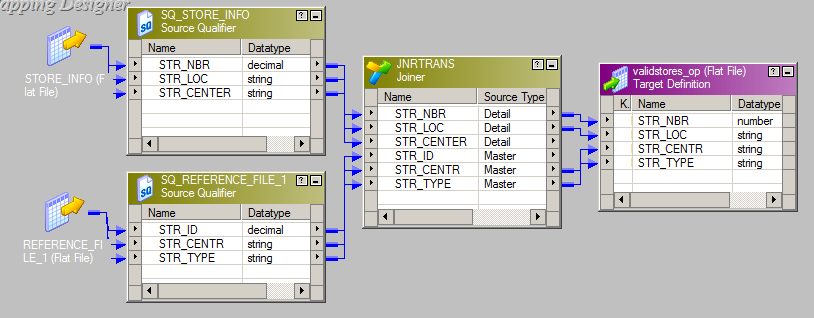 apping Designer
SQ_STORE_INFO
Source Qualifier
Name Datatype
STR_NBR decimal
STR_LOC string
STR_CENTER string
STORE_INFO (F
lat File)
JNRTRANS
Joiner
Name Source Type
STR_NBR Detail
STR_LOC Detail
STR_CENTER Detail
STR_ID Master
STR_CENTR Master
STR_TYPE Master
validstores_op (Flat File)
Target Definition
K. Name Datatype
STR_NBR number
STR_LOC string
STR_CENTR string
STR_TYPE string
SQ_REFERENCE_FILE_1
Source Qualifier
Name Datatype
STR_ID decimal
STR_CENTR string
STR_TYPE string
REFERENCE_FI
LE_1 (Flat File)